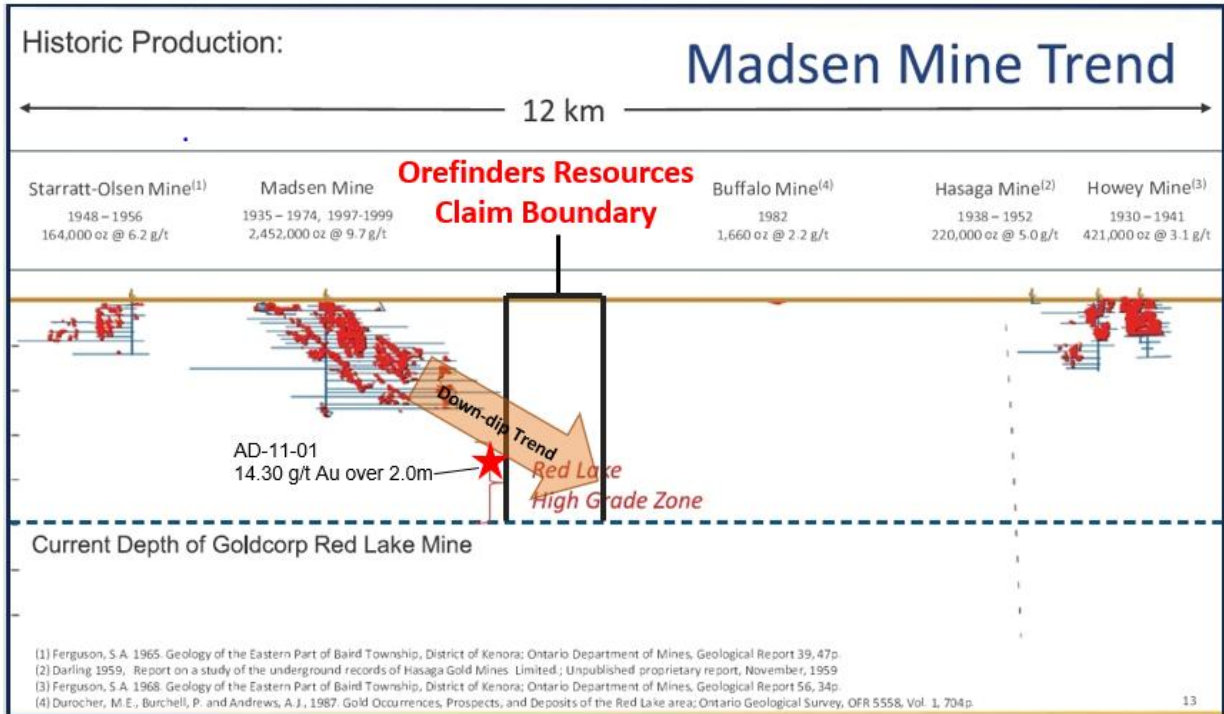 Historic Production:
Madsen Mine Trend
12 km
Starratt-Olsen Mine(1)
1948 – 1956
164,000 oz @ 6.2 g/t
Madsen Mine
1935 – 1974, 1997-1999
2,452,000 oz @ 9.7 g/t
Orefinders Resources
Claim Boundary
Buffalo Mine(4)
1982
1,660 oz @ 2.2 g/t
Hasaga Mine(2)
1938 – 1952
220,000 oz @ 5.0 g/t
Howey Mine(3)
1930 – 1941
421,000 oz @ 3.1 g/t
Down-dip Trend
AD-11-01
14.30 g/t Au over 2.0m
Red Lake
High Grade Zone
Current Depth of Goldcorp Red Lake Mine
(1) Ferguson, S.A. 1965. Geology of the Eastern Part of Baird Township, District of Kenora; Ontario Department of Mines, Geological Report 39, 47p.
(2) Darling 1959, Report on a study of the underground records of Hasaga Gold Mines Limited.; Unpublished proprietary report, November, 1959
(3) Ferguson, S.A. 1968. Geology of the Eastern Part of Baird Township, District of Kenora; Ontario Department of Mines, Geological Report 56, 34p.
(4) Durocher, M.E., Burchell, P. and Andrews, A.J., 1987. Gold Occurrences, Prospects, and Deposits of the Red Lake area; Ontario Geological Survey, OFR 5558, Vol. 1, 704p.
13